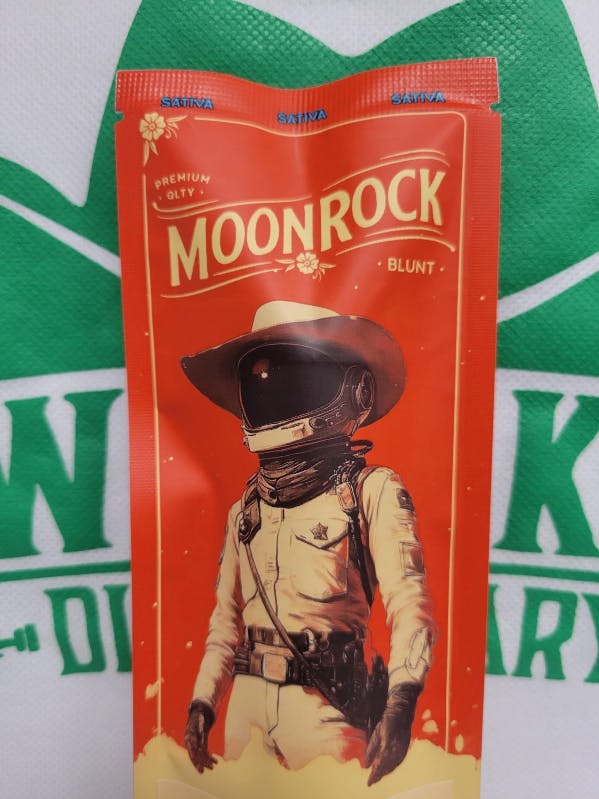 SATIVA SATIVA SATIVA
PREMIUM
QLTY
MOONROCK
BLUNT